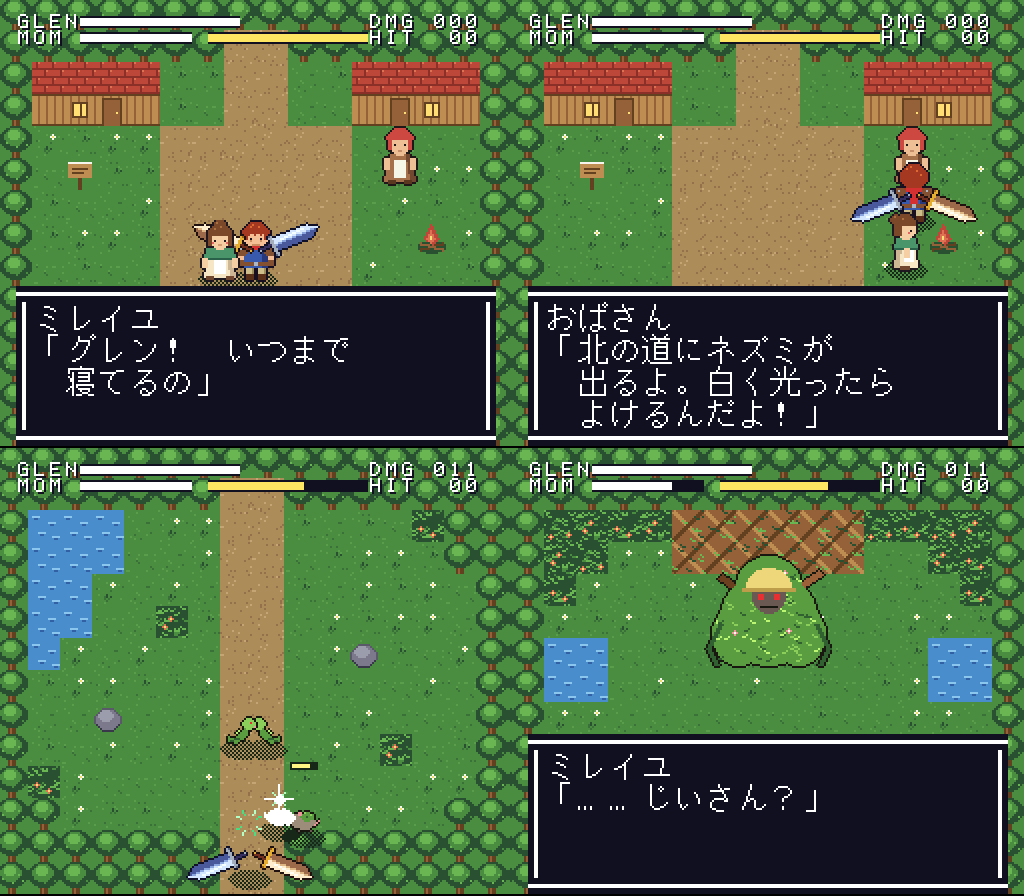 GLEN DMG 000
MOM HIT 00
ミレイユ
「グレン！ いつまで
寝てるの」
GLEN DMG 000
MOM HIT 00
おばさん
「北の道にネズミが
出るよ。白く光ったら
よけるんだよ！」
GLEN DMG 011
MOM HIT 00
GLEN DMG 011
MOM HIT 00
ミレイユ
「……じいさん？」